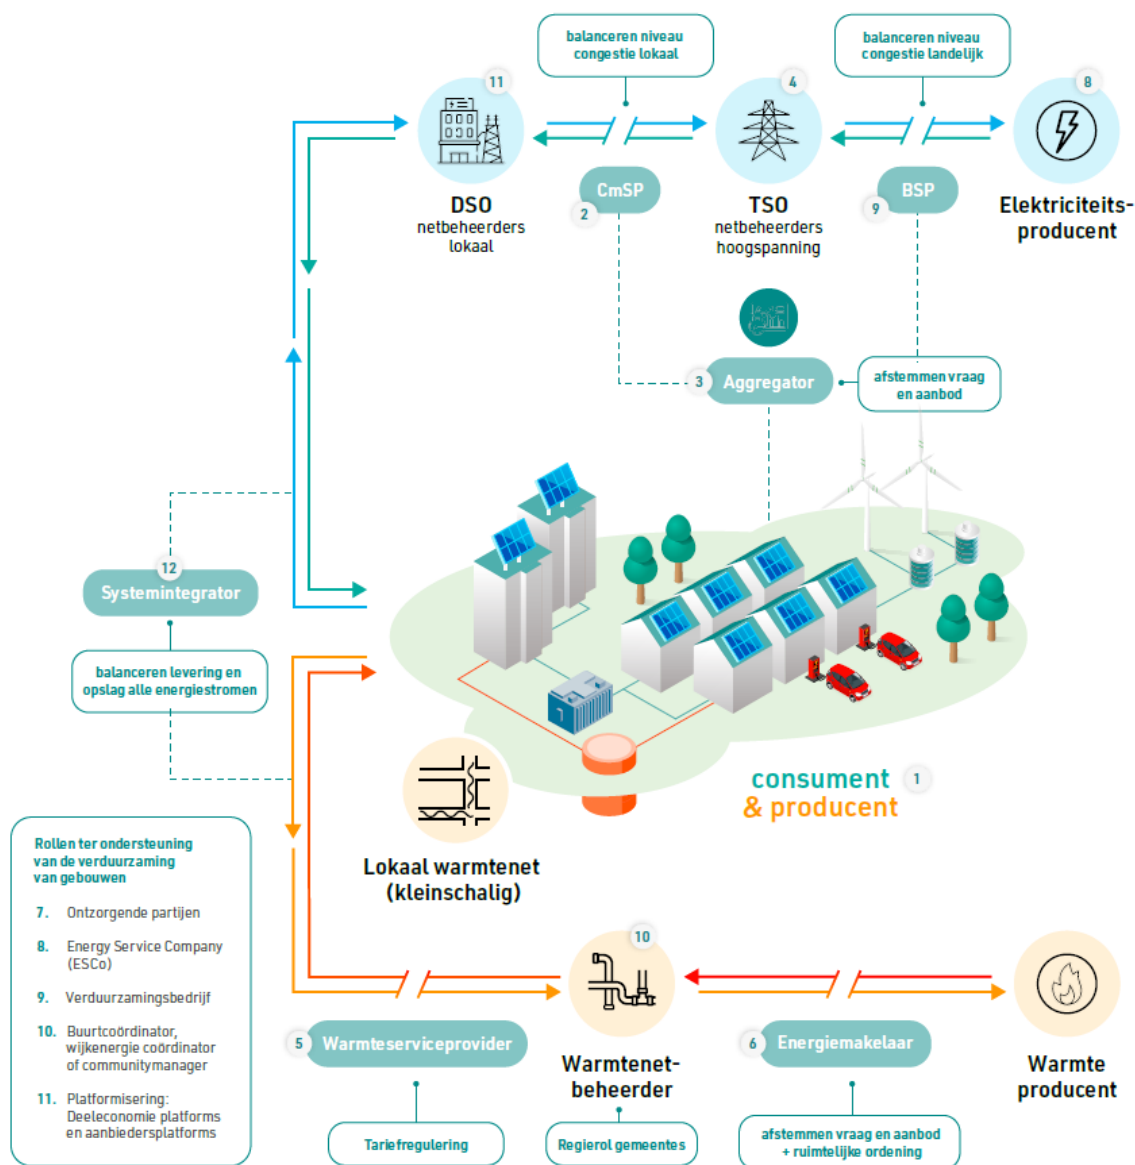 balanceren niveau
congestie lokaal
balanceren niveau
congestie landelijk
11
4
8
DSO
netbeheerders
lokaal
CmSP
2
TSO
netbeheerders
hoogspanning
BSP
9
Elektriciteits-
producent
3
Aggregator
afstemmen vraag
en aanbod
12
Systemintegrator
balanceren levering en
opslag alle energiestromen
consument
1
& producent
Lokaal warmtenet
(kleinschalig)
Rollen ter ondersteuning
van de verduurzaming
van gebouwen
7. Ontzorgende partijen
8. Energy Service Company
(ESCo)
9. Verduurzamingsbedrijf
10. Buurtcoördinator,
wijkenergie coördinator
of communitymanager
11. Platformisering:
Deeleconomie platforms
en aanbiedersplatforms
10
5
Warmteserviceprovider
Warmtenet-
beheerder
6
Energiemakelaar
Warmte
producent
Tariefregulering
Regierol gemeentes
afstemmen vraag en aanbod
+ ruimtelijke ordening